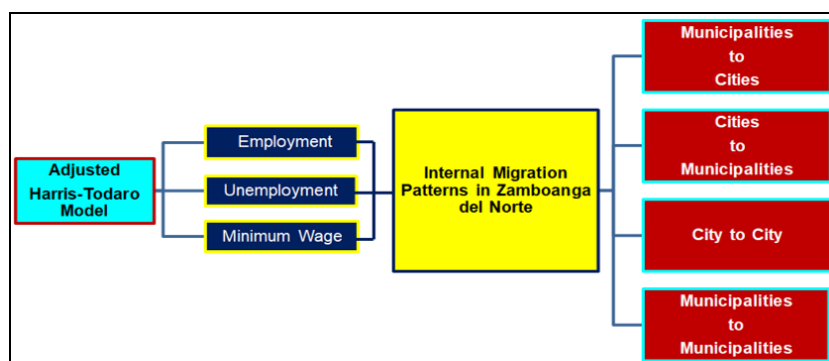 Adjusted
Harris-Todaro
Model
Employment
Unemployment
Minimum Wage
Internal Migration
Patterns in Zamboanga
del Norte
Municipalities
to
Cities
Cities
to
Municipalities
City to City
Municipalities
to
Municipalities